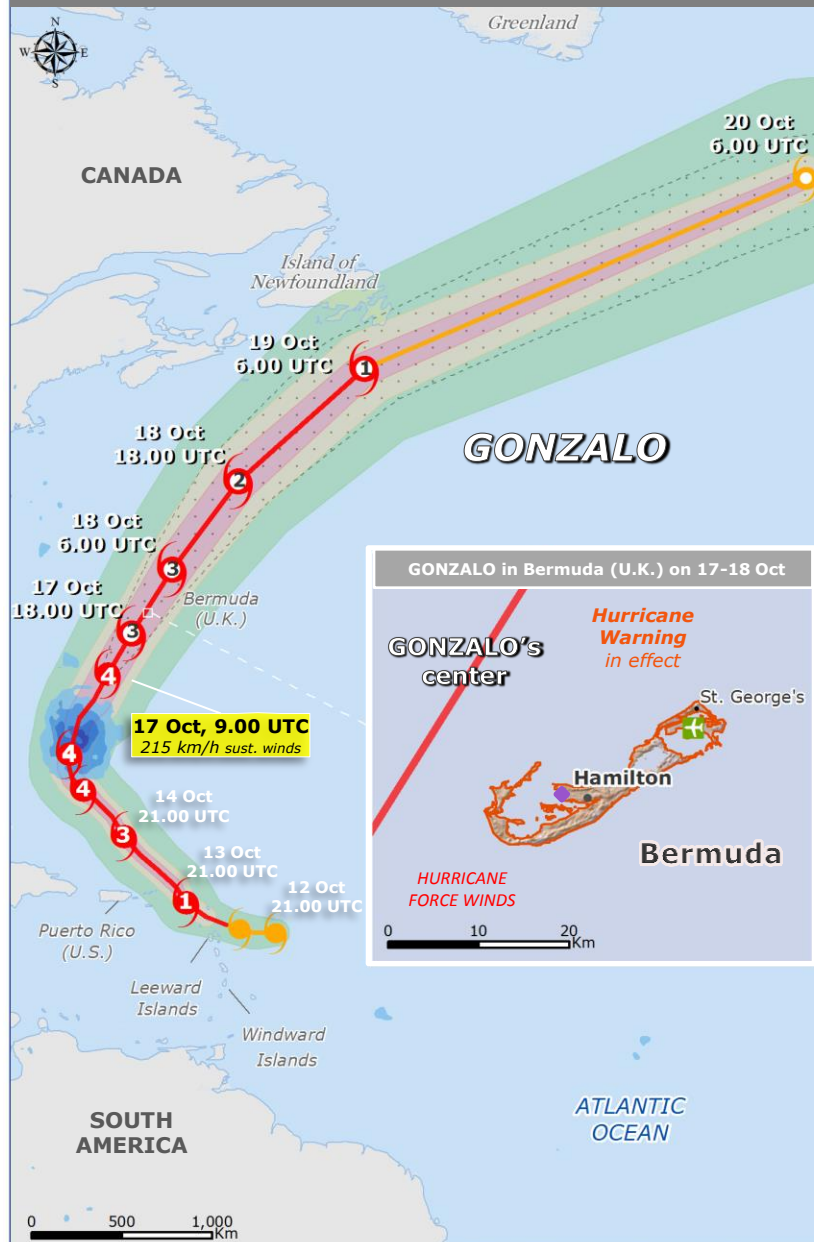 Greenland
N
W
E
S
20 Oct
6.00 UTC
CANADA
Island of
Newfoundland
19 Oct
6.00 UTC
1
18 Oct
18.00 UTC
2
GONZALO
18 Oct
6.00 UTC
3
17 Oct
18.00 UTC
3
Bermuda
(U.K.)
4
17 Oct, 9.00 UTC
215 km/h sust. winds
4
4
14 Oct
21.00 UTC
3
13 Oct
21.00 UTC
1
12 Oct
21.00 UTC
Puerto Rico
(U.S.)
Leeward
Islands
Windward
Islands
SOUTH
AMERICA
ATLANTIC
OCEAN
0 500 1,000
Km
GONZALO in Bermuda (U.K.) on 17-18 Oct
GONZALO's
center
Hurricane
Warning
in effect
St. George's
Hamilton
Bermuda
HURRICANE
FORCE WINDS
0 10 20
Km